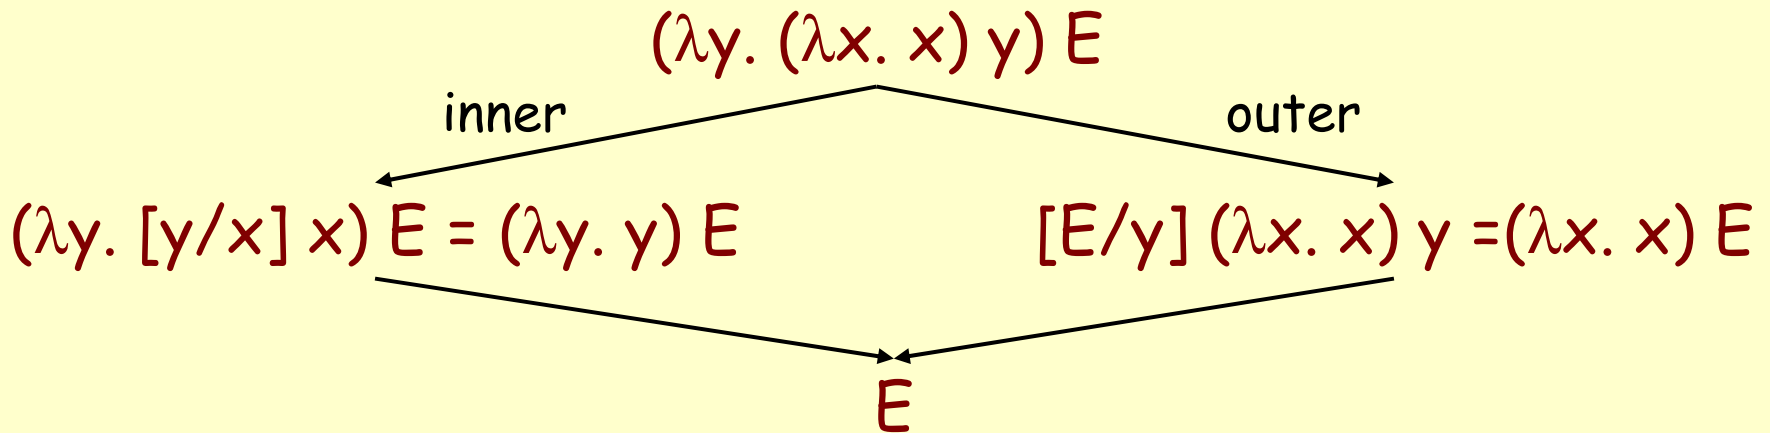 (λy. (λx. x) y) E
inner outer
(λy. [y/x] x) E = (λy. y) E [E/y] (λx. x) y =(λx. x) E
E